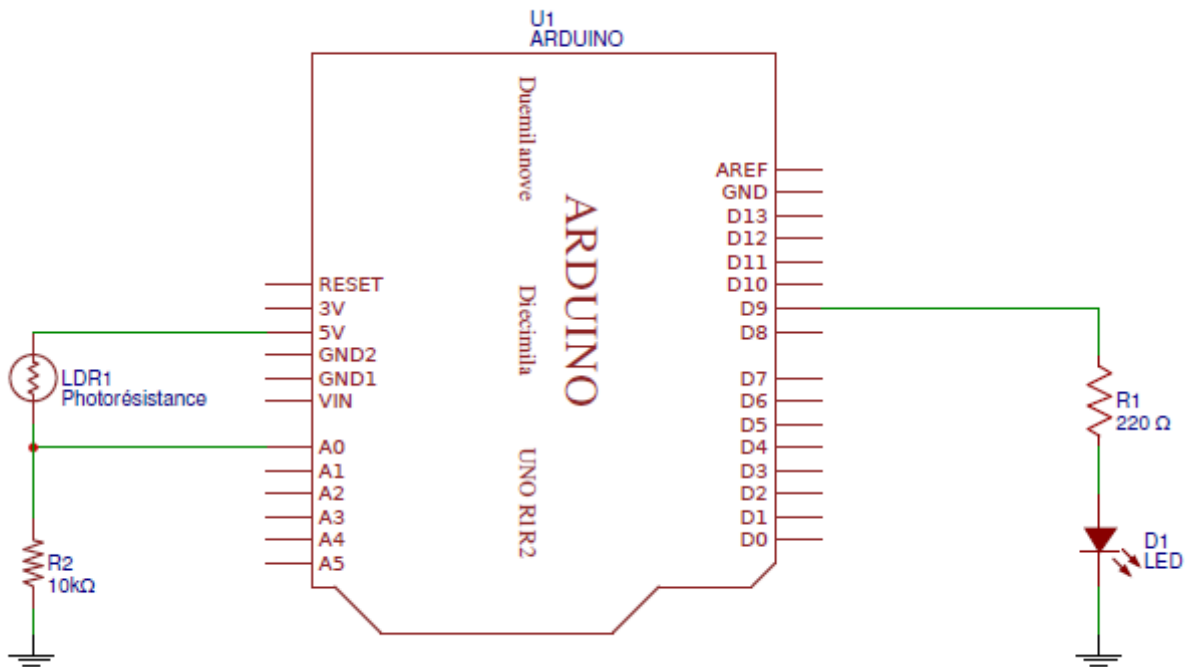 U1
ARDUINO
Duemilanove
Diecimila
UNO R1R2
ARDUINO
RESET
3V
5V
GND2
GND1
VIN
A0
A1
A2
A3
A4
A5
AREF
GND
D13
D12
D11
D10
D9
D8
D7
D6
D5
D4
D3
D2
D1
D0
LDR1
Photorésistance
R2
10kΩ
R1
220 Ω
D1
LED